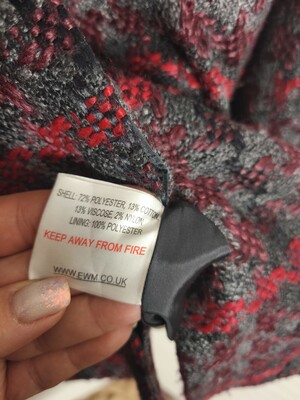 SHELL: 72% POLYESTER, 13% COTTON
13% VISCOSE: 2% NYLON
LINING: 100% POLYESTER
KEEP AWAY FROM FIRE
WWW.EWM.CO.UK